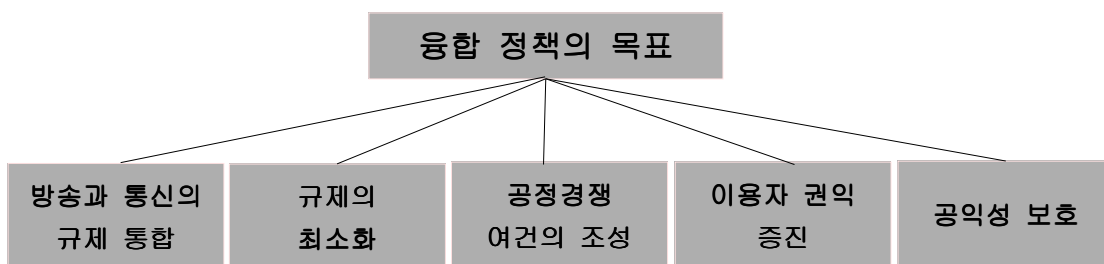 융합 정책의 목표
방송과 통신의
규제 통합
규제의
최소화
공정경쟁
여건의 조성
이용자 권익
증진
공익성 보호